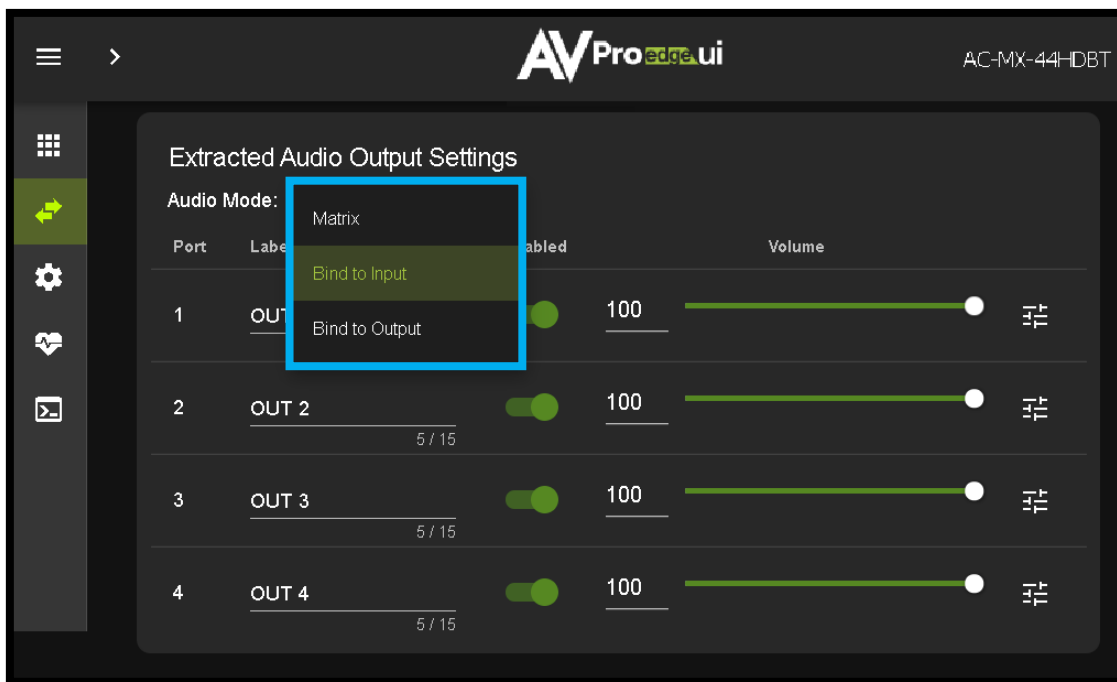 AVPro edge.ui
AC-MX-44HDBT
Extracted Audio Output Settings
Audio Mode:
Matrix
Bind to Input
Bind to Output
Port Labe abled Volume
1 OUT 100
2 OUT 2 100
5 / 15
3 OUT 3 100
5 / 15
4 OUT 4 100
5 / 15